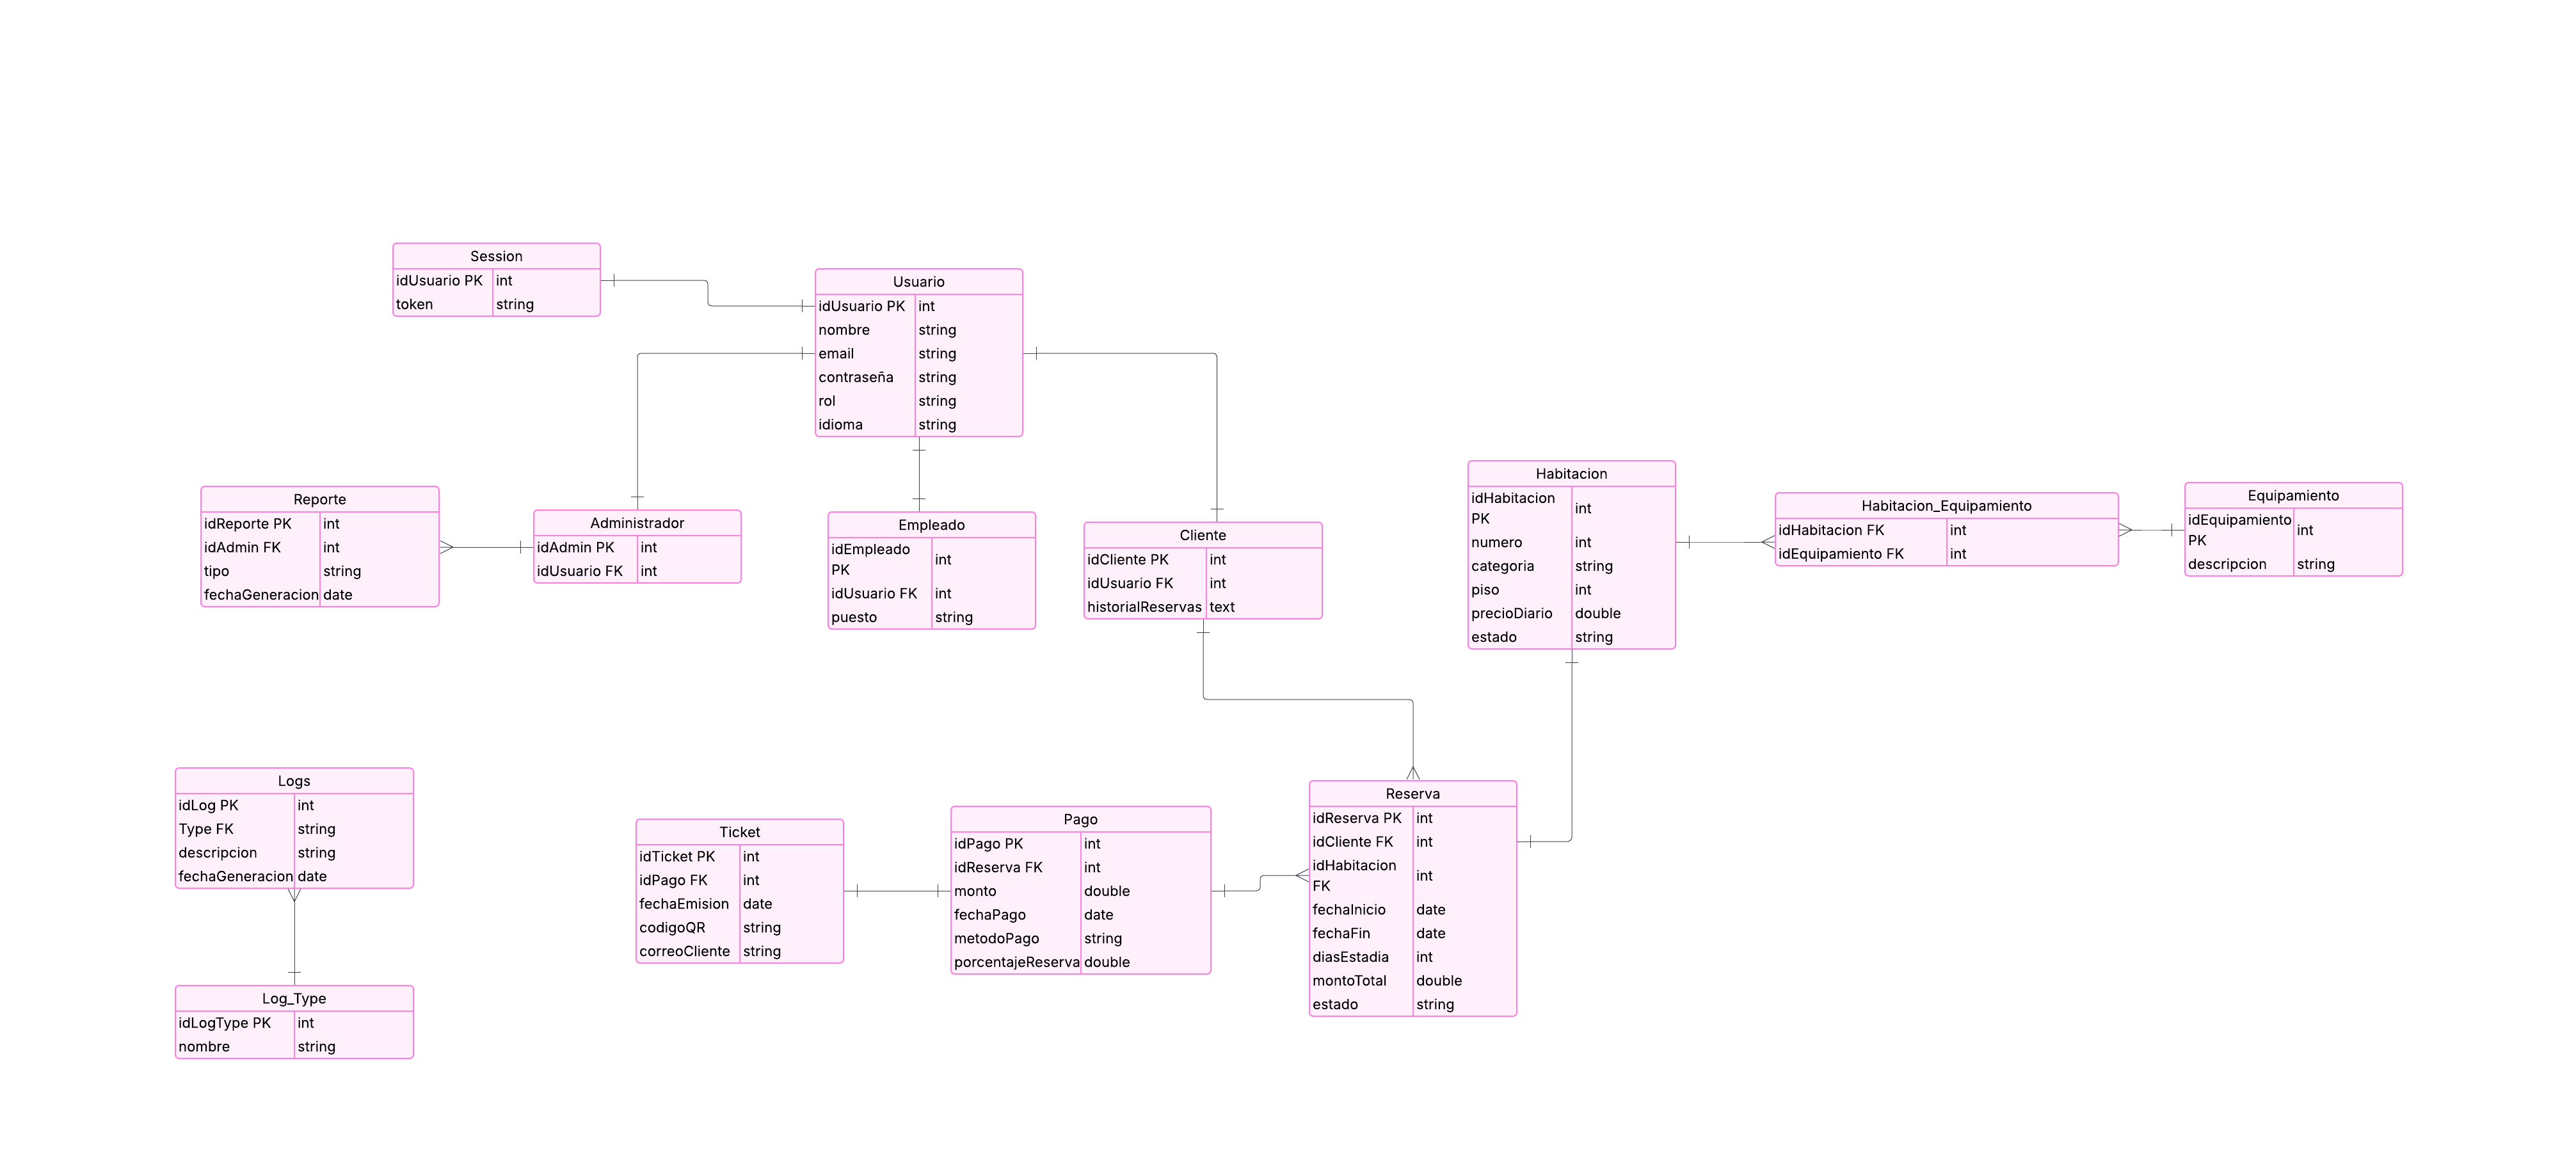 Session
idUsuario PK int
token string
Usuario
idUsuario PK int
nombre string
email string
contraseña string
rol string
idioma string
Reporte
idReporte PK int
idAdmin FK int
tipo string
fechaGeneracion date
Administrador
idAdmin PK int
idUsuario FK int
Empleado
idEmpleado
PK
int
idUsuario FK int
puesto string
Cliente
idCliente PK int
idUsuario FK int
historialReservas text
Habitacion
idHabitacion
PK
int
numero int
categoria string
piso int
precioDiario double
estado string
Habitacion_Equipamiento
idHabitacion FK int
idEquipamiento FK int
Equipamiento
idEquipamiento
PK
int
descripcion string
Logs
idLog PK int
Type FK string
descripcion string
fechaGeneracion date
Log_Type
idLogType PK int
nombre string
Ticket
idTicket PK int
idPago FK int
fechaEmision date
codigoQR string
correoCliente string
Pago
idPago PK int
idReserva FK int
monto double
fechaPago date
metodoPago string
porcentajeReserva double
Reserva
idReserva PK int
idCliente FK int
idHabitacion
FK
int
fechaInicio date
fechaFin date
diasEstadia int
montoTotal double
estado string